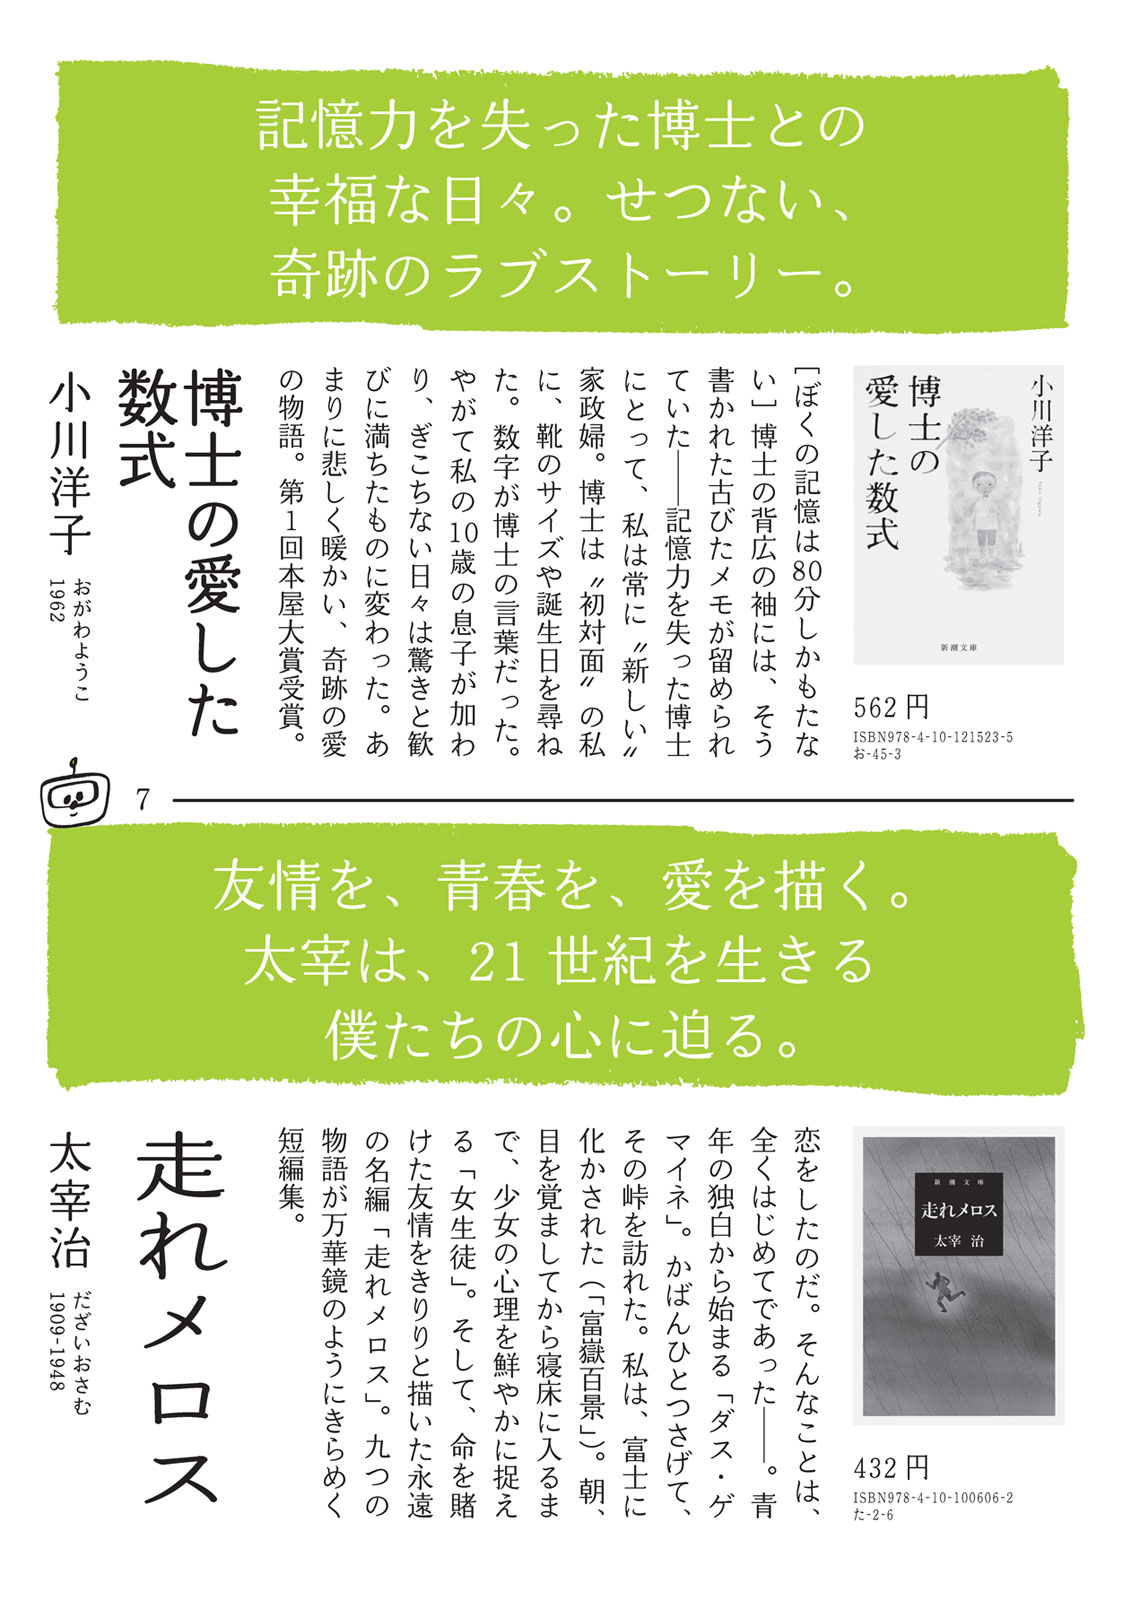 記憶力を失った博士との
幸福な日々。せつない、
奇跡のラブストーリー。
小川洋子
Yoko Ogawa
博士の
愛した数式
新潮文庫
562円
ISBN978-4-10-121523-5
お-45-3
［ぼくの記憶は80分しかもたな
い］博士の背広の袖には、そう
書かれた古びたメモが留められ
ていた——記憶力を失った博士
にとって、私は常に〝新しい〟
家政婦。博士は〝初対面〟の私
に、靴のサイズや誕生日を尋ね
た。数字が博士の言葉だった。
やがて私の10歳の息子が加わ
り、ぎこちない日々は驚きと歓
びに満ちたものに変わった。あ
まりに悲しく暖かい、奇跡の愛
の物語。第1回本屋大賞受賞。
博士の愛した
数式
小川洋子
おがわようこ
1962
7
友情を、青春を、愛を描く。
太宰は、21世紀を生きる
僕たちの心に迫る。
新潮文庫
走れメロス
太宰 治
432円
ISBN978-4-10-100606-2
た-2-6
恋をしたのだ。そんなことは、
全くはじめてであった——。青
年の独白から始まる「ダス・ゲ
マイネ」。かばんひとつさげて、
その峠を訪れた。私は、富士に
化かされた（「富嶽百景」）。朝、
目を覚ましてから寝床に入るま
で、少女の心理を鮮やかに捉え
る「女生徒」。そして、命を賭
けた友情をきりりと描いた永遠
の名編「走れメロス」。九つの
物語が万華鏡のようにきらめく
短編集。
走れメロス
太宰治
だざいおさむ
1909-1948